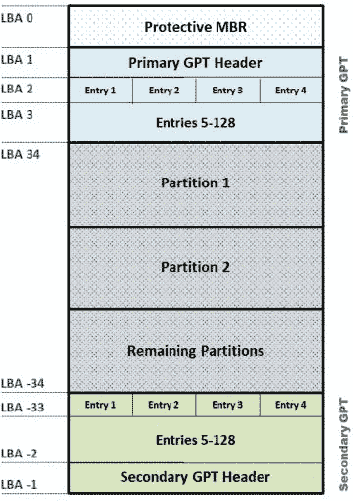 LBA 0
Protective MBR
LBA 1
Primary GPT Header
LBA 2
Entry 1 Entry 2 Entry 3 Entry 4
LBA 3
Entries 5-128
Primary GPT
LBA 34
Partition 1
Partition 2
Remaining Partitions
LBA -34
LBA -33
Entry 1 Entry 2 Entry 3 Entry 4
Entries 5-128
LBA -2
Secondary GPT Header
LBA -1
Secondary GPT